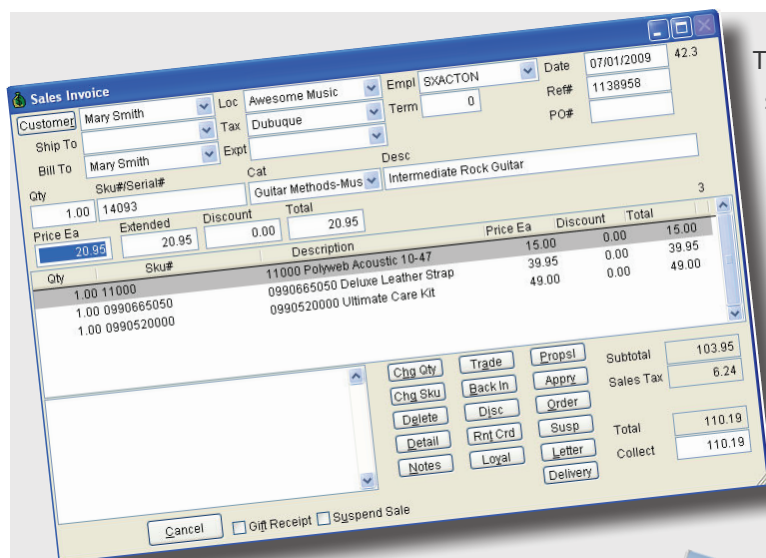 Sales Invoice
Customer Mary Smith Loc Awesome Music Empl SXACTON Date 07/01/2009 42.3
Ship To Tax Dubuque Term 0 Ref# 1138958
Bill To Mary Smith Expt PO#
Qty Sku#/Serial# Cat Desc
1.00 14093 Guitar Methods-Mus Intermediate Rock Guitar
Price Ea Extended Discount Total 3
20.95 20.95 0.00 20.95
Qty Sku# Description Price Ea Discount Total
1.00 11000 11000 Polyweb Acoustic 10-47 15.00 0.00 15.00
1.00 0990665050 0990665050 Deluxe Leather Strap 39.95 0.00 39.95
1.00 0990520000 0990520000 Ultimate Care Kit 49.00 0.00 49.00
Chg Qty Trade Propsl Subtotal 103.95
Chg Sku Back In Appry Sales Tax 6.24
Delete Disc Order
Detail Rnt Crd Susp Total 110.19
Notes Loyal Letter Collect 110.19
Delivery
Cancel Gift Receipt Suspend Sale